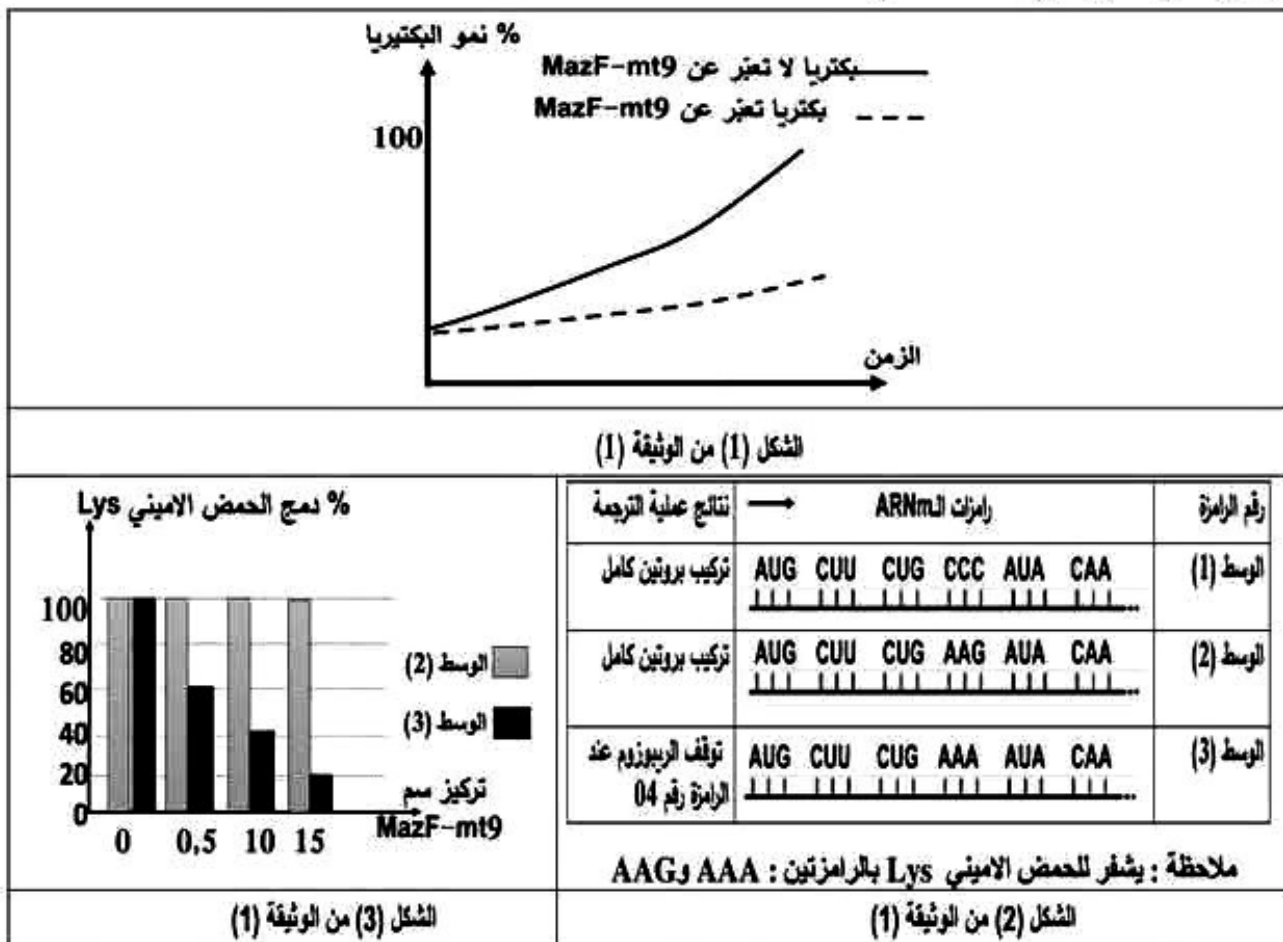 % نمو البكتيريا
بكتريا لا تعبّر عن MazF-mt9
بكتريا تعبّر عن MazF-mt9
100
الزمن
الشكل (1) من الوثيقة (1)
% دمج الحمض الاميني Lys
100
80
60
40
20
0
الوسط (2)
الوسط (3)
تركيز سم
MazF-mt9
0 0,5 10 15
رقم الرامزة رامزات الـARNm نتائج عملية الترجمة
الوسط (1) AUG CUU CUG CCC AUA CAA تركيب بروتين كامل
الوسط (2) AUG CUU CUG AAG AUA CAA تركيب بروتين كامل
الوسط (3) AUG CUU CUG AAA AUA CAA توقف الريبوزوم عند
الرامزة رقم 04
ملاحظة : يشفر للحمض الاميني Lys بالرامزتين : AAA وAAG
الشكل (2) من الوثيقة (1)
الشكل (3) من الوثيقة (1)